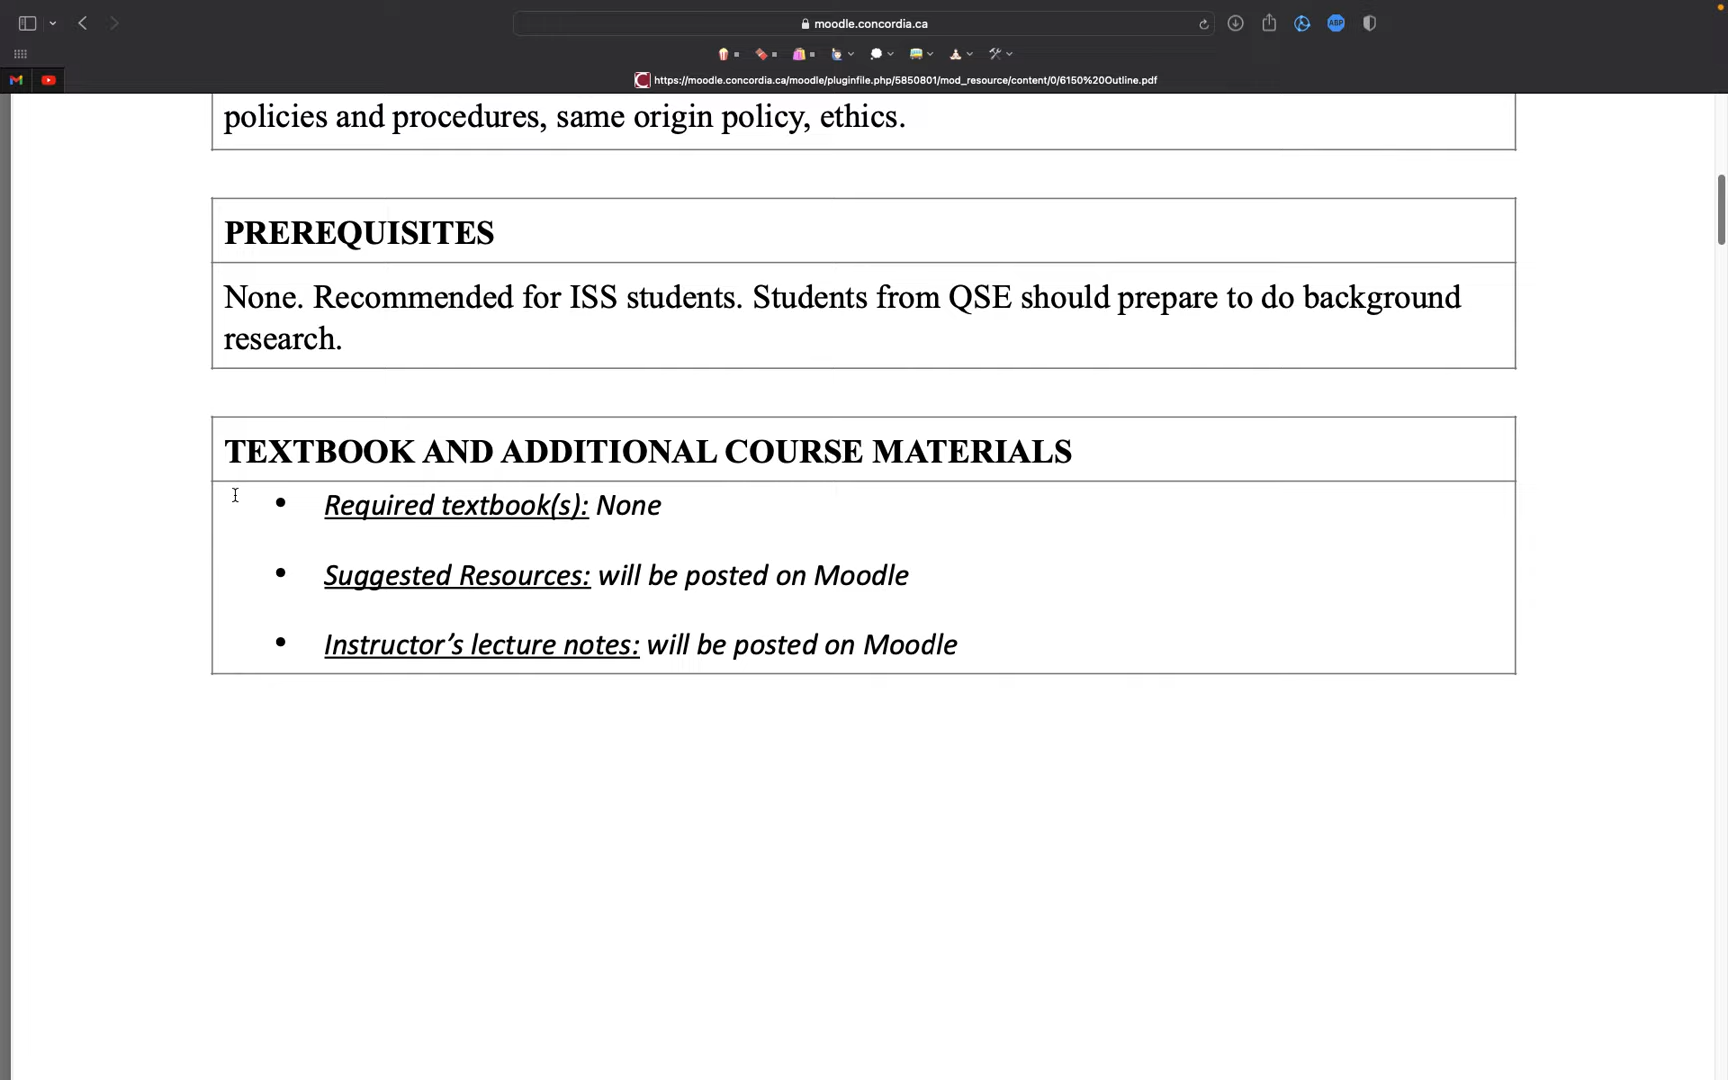 moodle.concordia.ca
ABP
https://moodle.concordia.ca/moodle/pluginfile.php/5850801/mod_resource/content/0/6150%20Outline.pdf
policies and procedures, same origin policy, ethics.
PREREQUISITES
None. Recommended for ISS students. Students from QSE should prepare to do background
research.
TEXTBOOK AND ADDITIONAL COURSE MATERIALS
• Required textbook(s): None
• Suggested Resources: will be posted on Moodle
• Instructor’s lecture notes: will be posted on Moodle